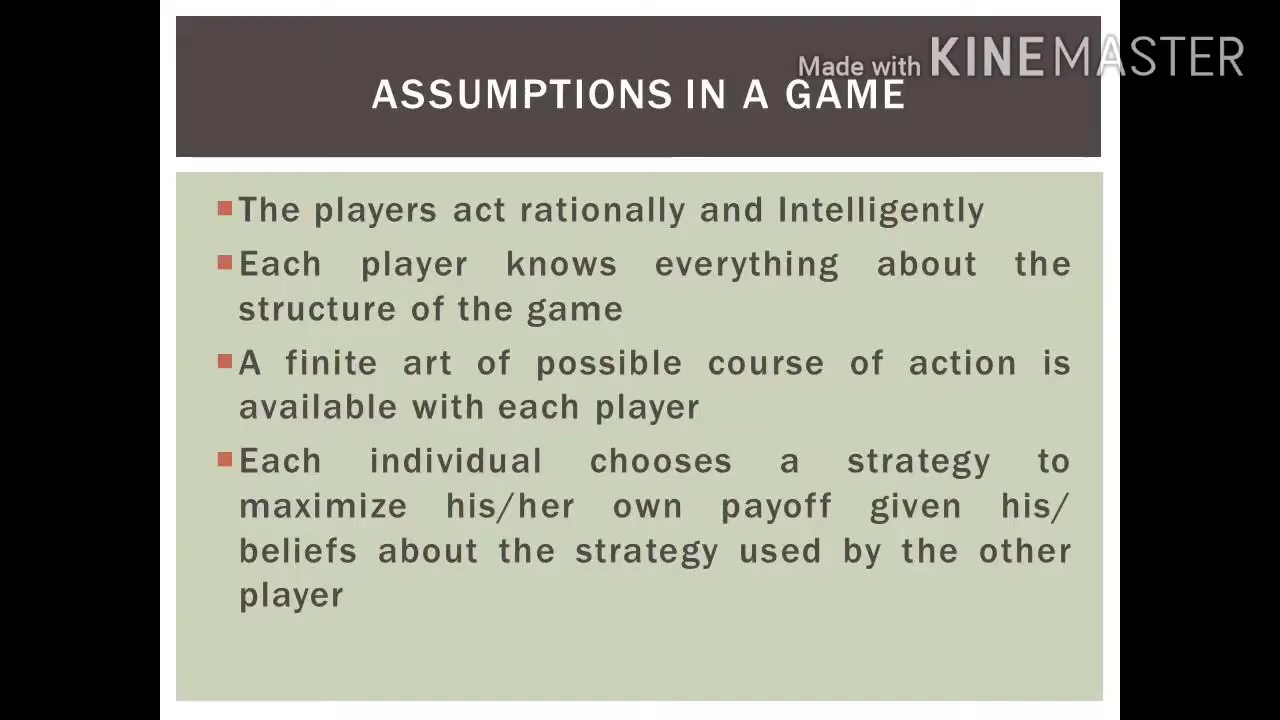 Made with KINEMASTER
ASSUMPTIONS IN A GAME
The players act rationally and Intelligently
Each player knows everything about the
structure of the game
A finite art of possible course of action is
available with each player
Each individual chooses a strategy to
maximize his/her own payoff given his/
beliefs about the strategy used by the other
player